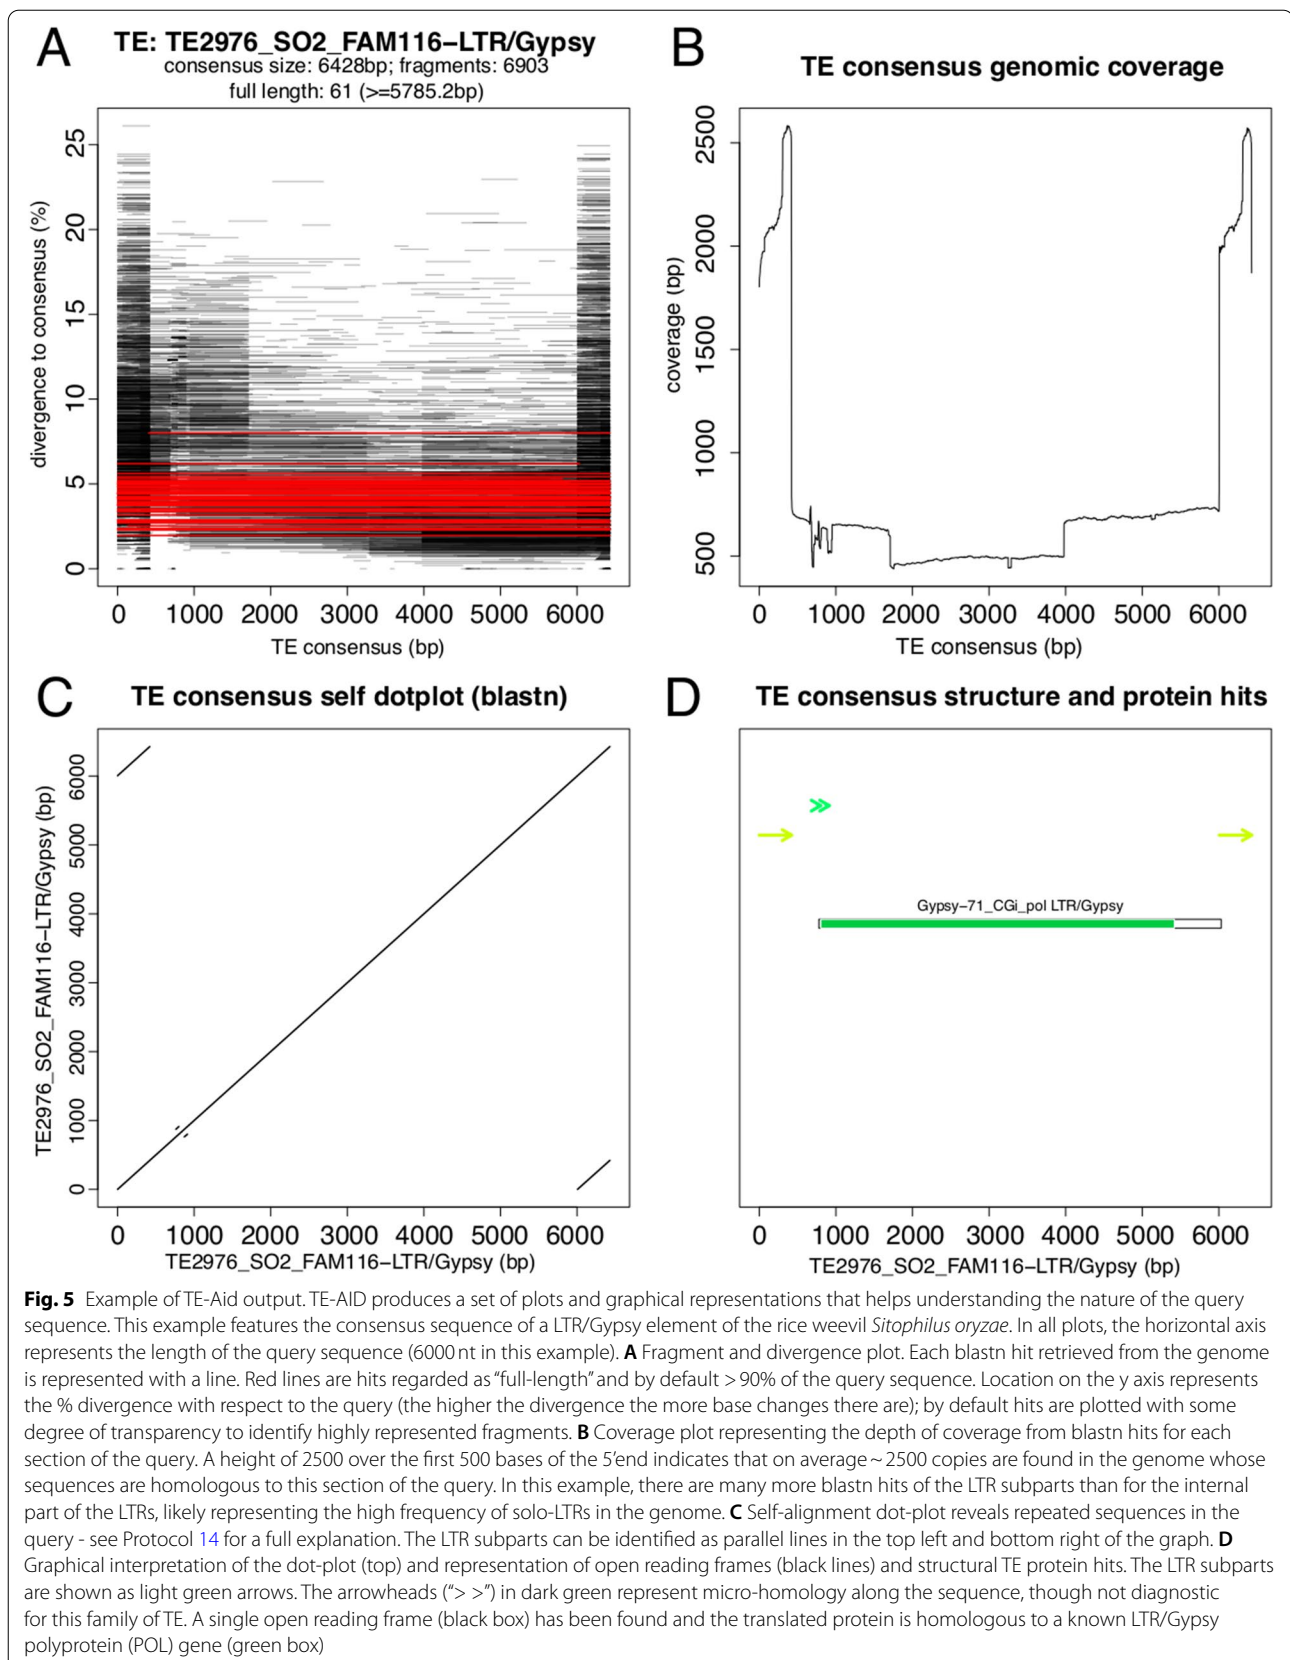 A
TE: TE2976_SO2_FAM116−LTR/Gypsy
consensus size: 6428bp; fragments: 6903
full length: 61 (>=5785.2bp)
divergence to consensus (%)
25
20
15
10
5
0
0 1000 2000 3000 4000 5000 6000
TE consensus (bp)
B
TE consensus genomic coverage
coverage (bp)
2500
2000
1500
1000
500
0 1000 2000 3000 4000 5000 6000
TE consensus (bp)
C
TE consensus self dotplot (blastn)
TE2976_SO2_FAM116−LTR/Gypsy (bp)
6000
5000
4000
3000
2000
1000
0
0 1000 2000 3000 4000 5000 6000
TE2976_SO2_FAM116−LTR/Gypsy (bp)
D
TE consensus structure and protein hits
Gypsy−71_CGi_pol LTR/Gypsy
0 1000 2000 3000 4000 5000 6000
TE2976_SO2_FAM116−LTR/Gypsy (bp)
Fig. 5 Example of TE-Aid output. TE-AID produces a set of plots and graphical representations that helps understanding the nature of the query
sequence. This example features the consensus sequence of a LTR/Gypsy element of the rice weevil Sitophilus oryzae. In all plots, the horizontal axis
represents the length of the query sequence (6000 nt in this example). A Fragment and divergence plot. Each blastn hit retrieved from the genome
is represented with a line. Red lines are hits regarded as “full-length” and by default > 90% of the query sequence. Location on the y axis represents
the % divergence with respect to the query (the higher the divergence the more base changes there are); by default hits are plotted with some
degree of transparency to identify highly represented fragments. B Coverage plot representing the depth of coverage from blastn hits for each
section of the query. A height of 2500 over the first 500 bases of the 5’end indicates that on average ~ 2500 copies are found in the genome whose
sequences are homologous to this section of the query. In this example, there are many more blastn hits of the LTR subparts than for the internal
part of the LTRs, likely representing the high frequency of solo-LTRs in the genome. C Self-alignment dot-plot reveals repeated sequences in the
query - see Protocol 14 for a full explanation. The LTR subparts can be identified as parallel lines in the top left and bottom right of the graph. D
Graphical interpretation of the dot-plot (top) and representation of open reading frames (black lines) and structural TE protein hits. The LTR subparts
are shown as light green arrows. The arrowheads (“> >”) in dark green represent micro-homology along the sequence, though not diagnostic
for this family of TE. A single open reading frame (black box) has been found and the translated protein is homologous to a known LTR/Gypsy
polyprotein (POL) gene (green box)